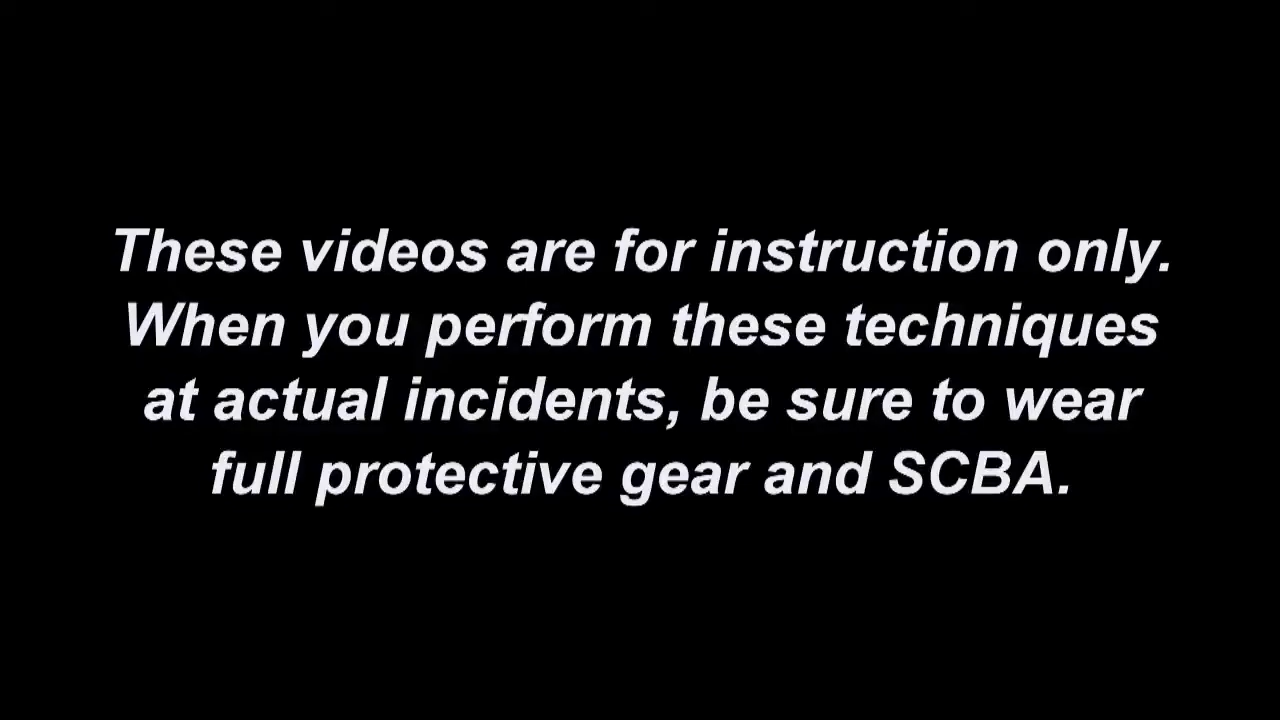 These videos are for instruction only.
When you perform these techniques
at actual incidents, be sure to wear
full protective gear and SCBA.